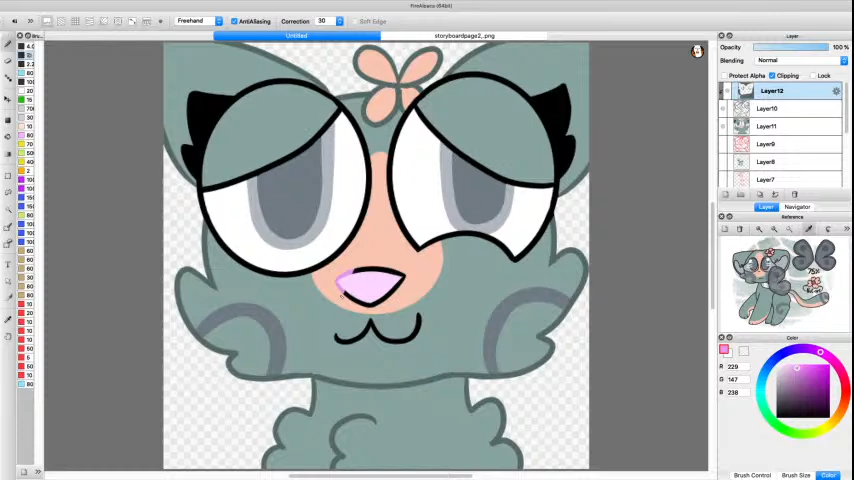 FireAlpaca (64bit)
Freehand AntiAliasing Correction 30 Soft Edge
Untitled storyboardpage2_.png
Layer
Opacity 100 %
Blending Normal
Protect Alpha Clipping Lock
Layer12
Layer10
Layer11
Layer9
Layer8
Layer7
Layer Navigator
Reference
75%
Color
R 229
G 147
B 238
Brush Control Brush Size Color